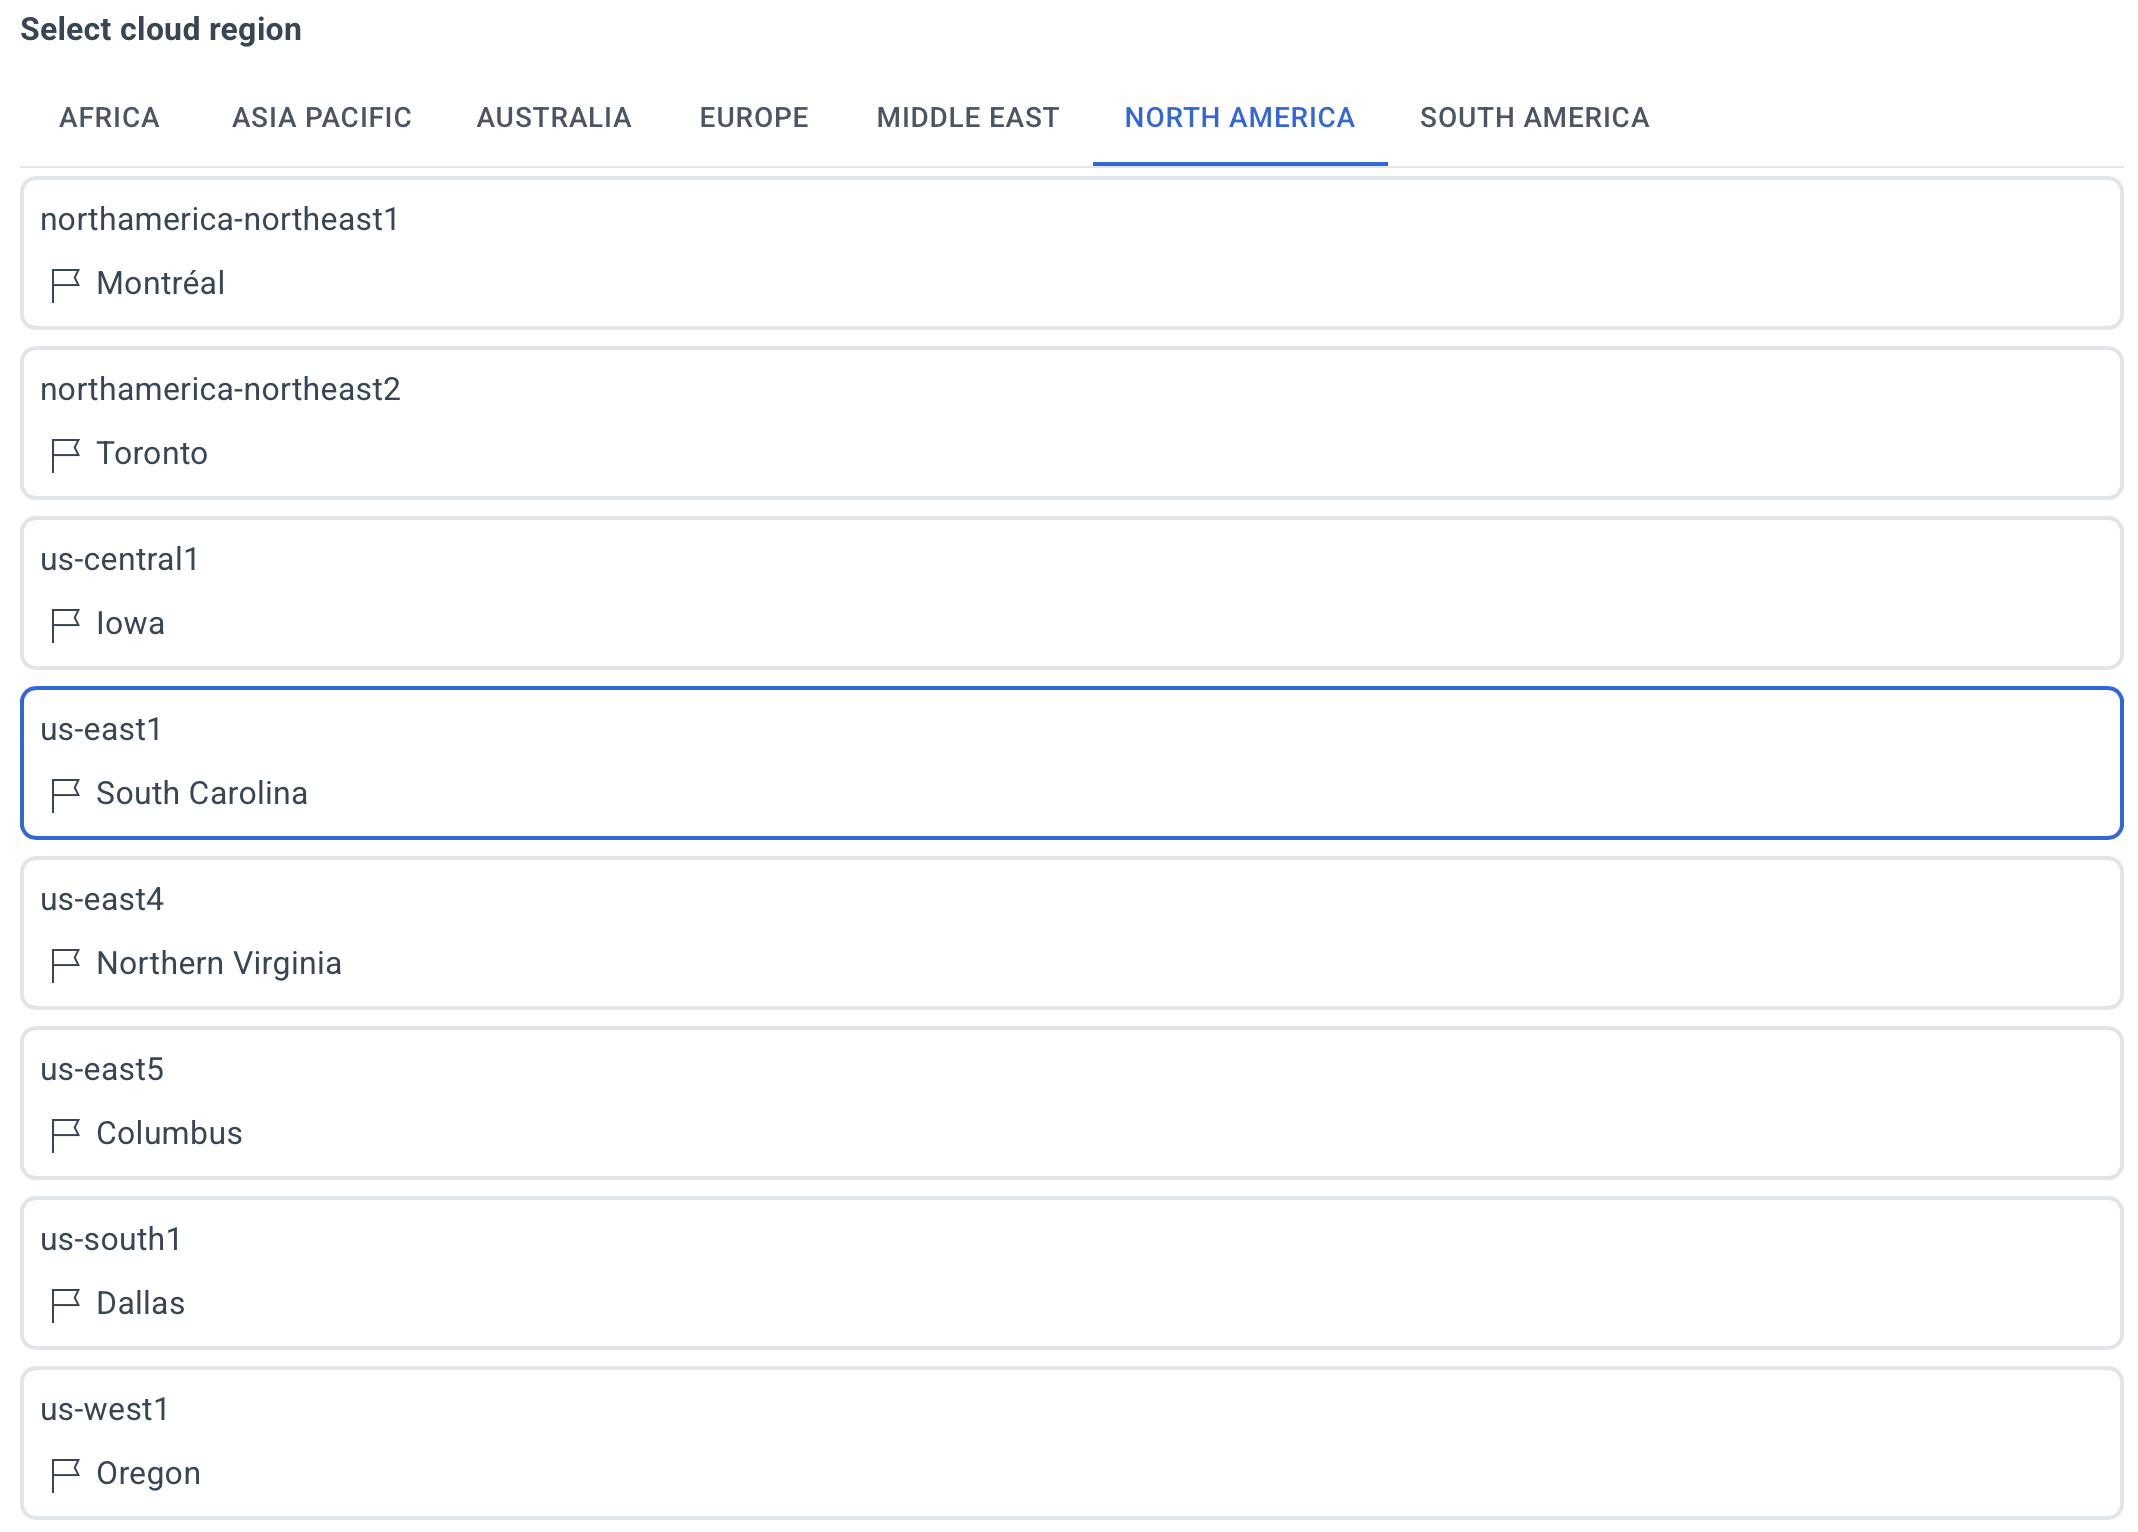 Select cloud region
AFRICA ASIA PACIFIC AUSTRALIA EUROPE MIDDLE EAST NORTH AMERICA SOUTH AMERICA
northamerica-northeast1
Montréal
northamerica-northeast2
Toronto
us-central1
Iowa
us-east1
South Carolina
us-east4
Northern Virginia
us-east5
Columbus
us-south1
Dallas
us-west1
Oregon